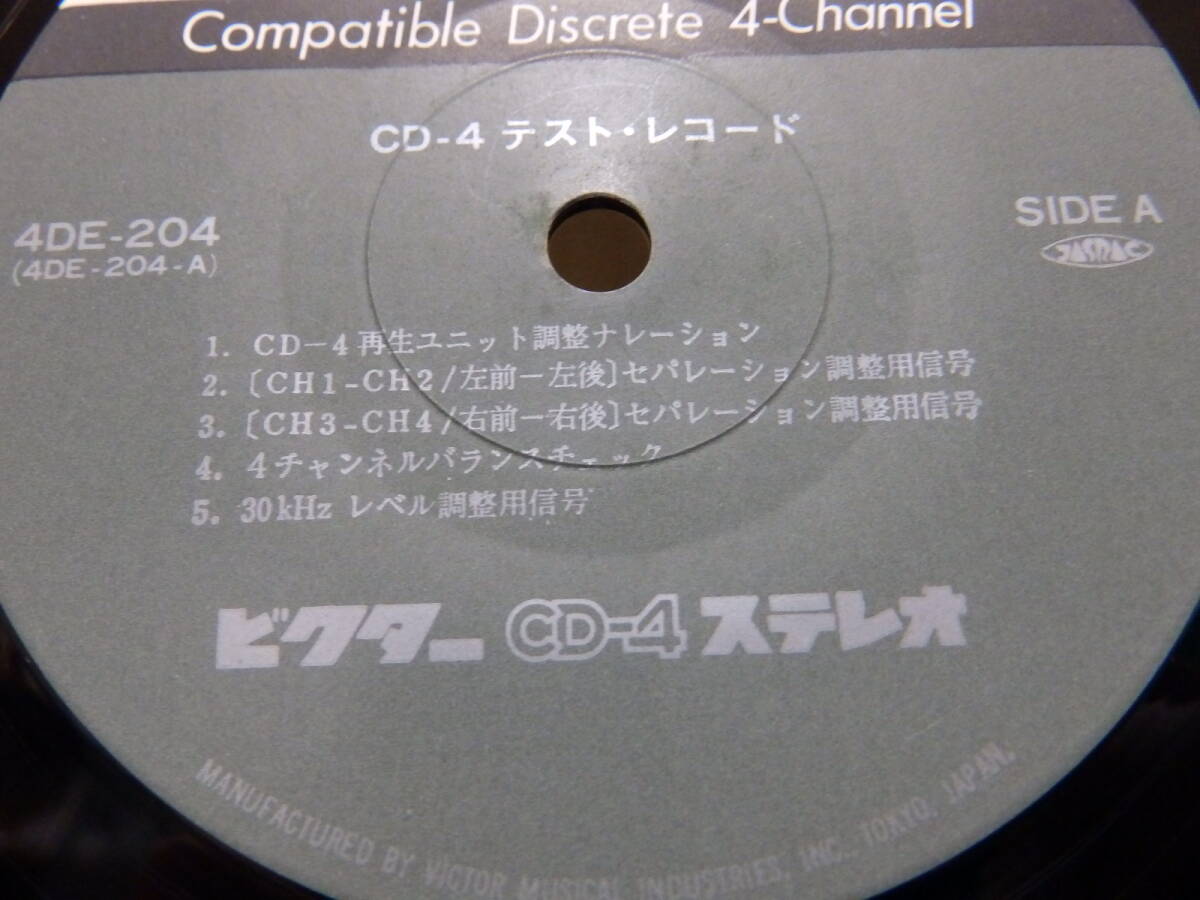 Compatible Discrete 4-Channel
CD-4 テスト・レコード
4DE-204
(4DE-204-A)
SIDE A
JASRAC
1. CD-4 再生ユニット調整ナレーション
2. 〔CH1-CH2/左前-左後〕セパレーション調整用信号
3. 〔CH3-CH4/右前-右後〕セパレーション調整用信号
4. 4チャンネルバランスチェック
5. 30kHz レベル調整用信号
ビクター CD-4 ステレオ
MANUFACTURED BY VICTOR MUSICAL INDUSTRIES, INC., TOKYO, JAPAN.